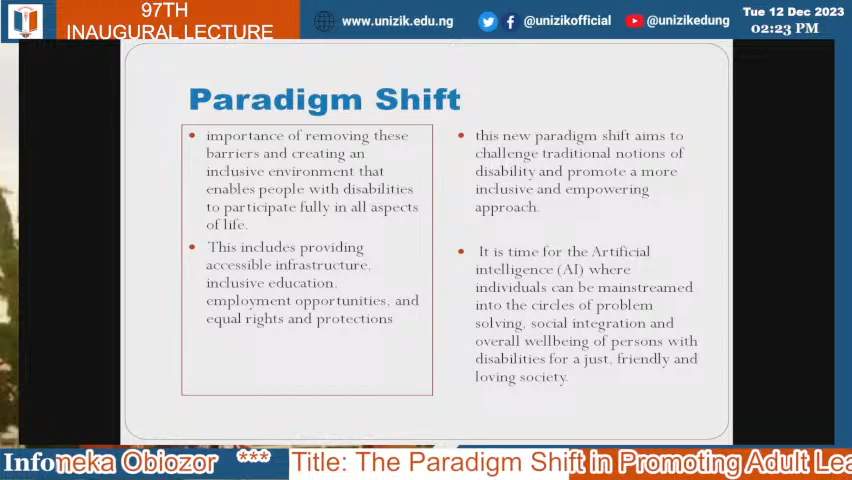 97TH
INAUGURAL LECTURE
www.unizik.edu.ng
@unizikofficial
@unizikedung
Tue 12 Dec 2023
02:23 PM
Paradigm Shift
importance of removing these
barriers and creating an
inclusive environment that
enables people with disabilities
to participate fully in all aspects
of life.
This includes providing
accessible infrastructure,
inclusive education,
employment opportunities, and
equal rights and protections
this new paradigm shift aims to
challenge traditional notions of
disability and promote a more
inclusive and empowering
approach.
It is time for the Artificial
intelligence (AI) where
individuals can be mainstreamed
into the circles of problem
solving, social integration and
overall wellbeing of persons with
disabilities for a just, friendly and
loving society.
Info
neka Obiozor *** Title: The Paradigm Shift in Promoting Adult Lea